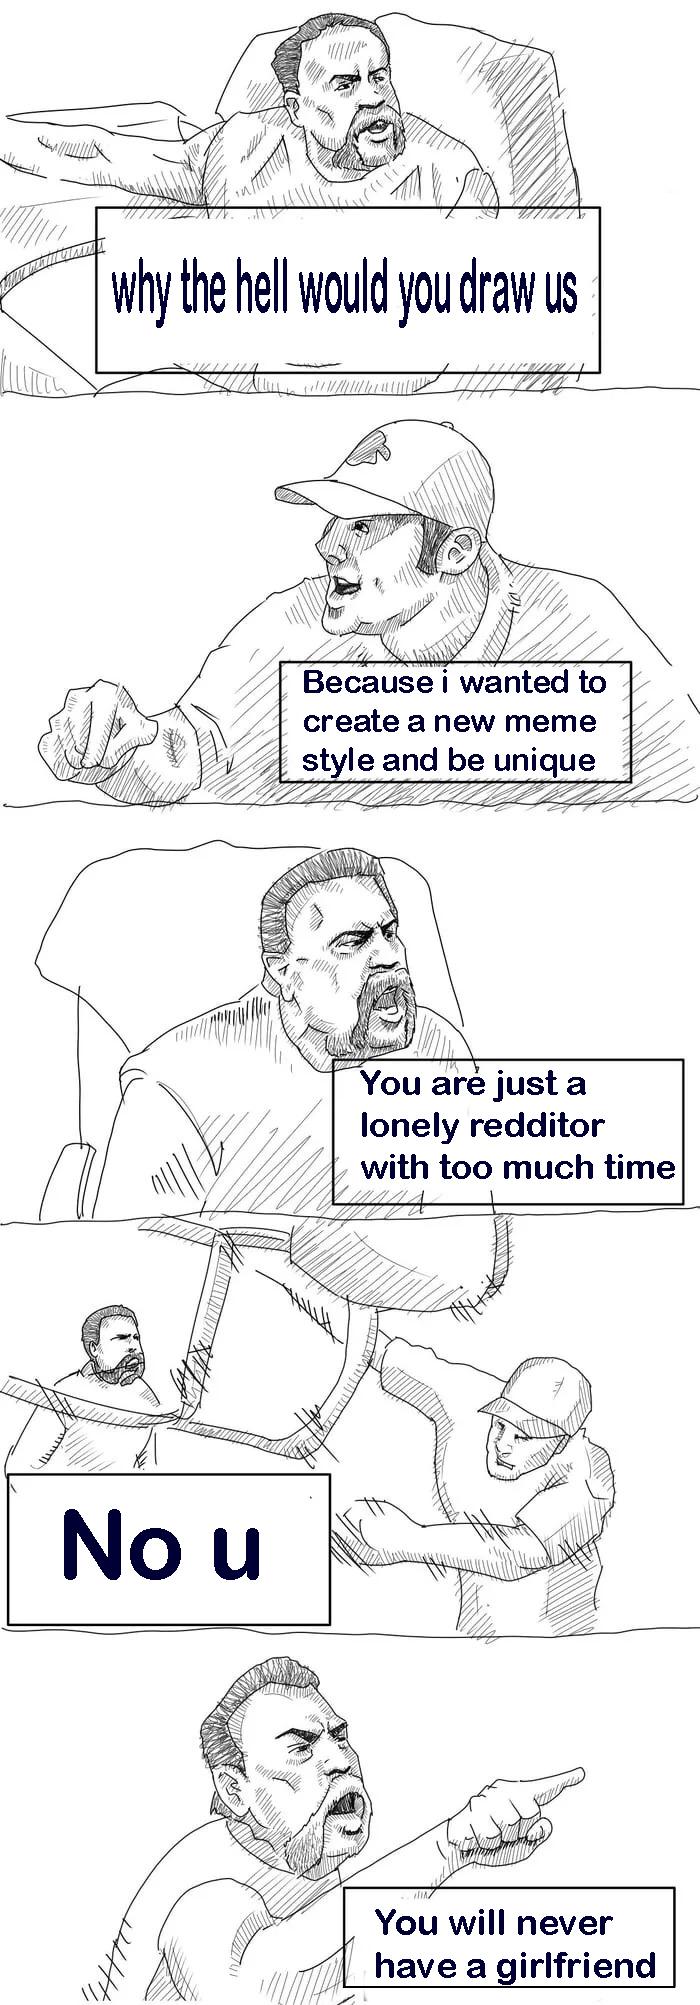 why the hell would you draw us
Because i wanted to
create a new meme
style and be unique
You are just a
lonely redditor
with too much time
No u
You will never
have a girlfriend